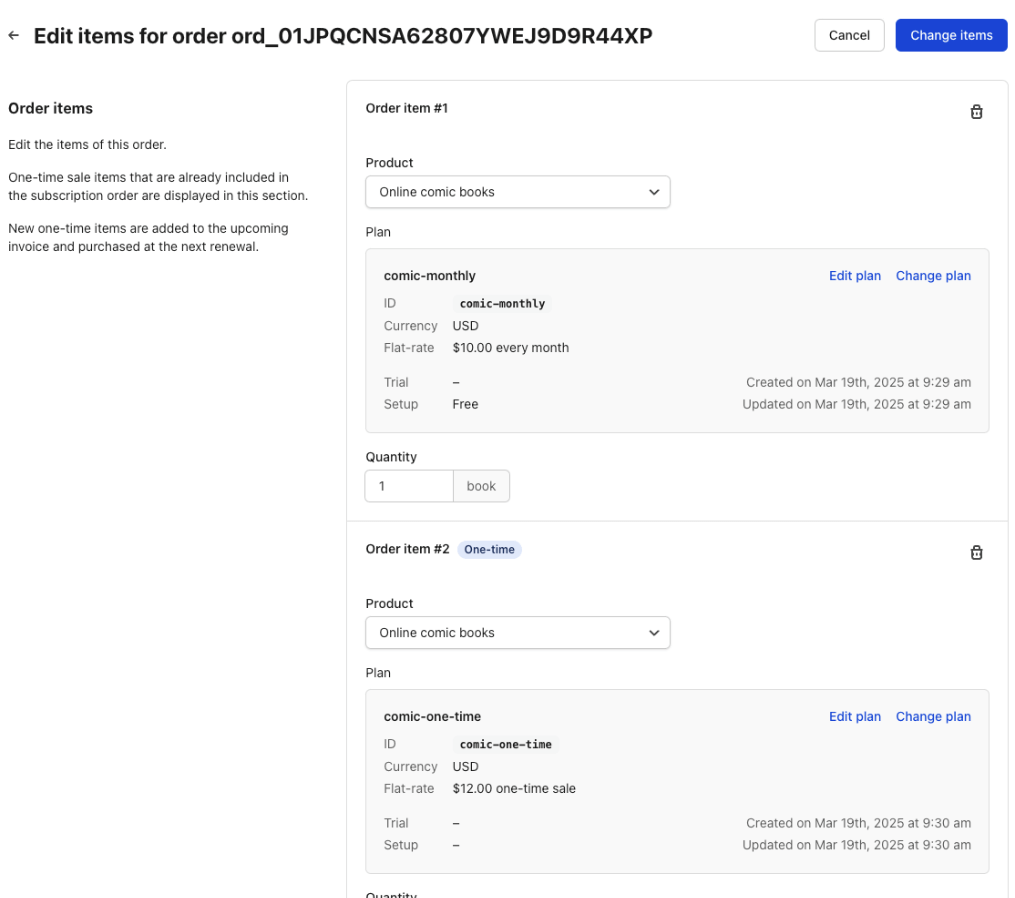 Edit items for order ord_01JPQCNSA62807YWEJ9D9R44XP
Cancel
Change items
Order items
Edit the items of this order.
One-time sale items that are already included in
the subscription order are displayed in this section.
New one-time items are added to the upcoming
invoice and purchased at the next renewal.
Order item #1
Product
Online comic books
Plan
comic-monthly
Edit plan
Change plan
ID comic-monthly
Currency USD
Flat-rate $10.00 every month
Trial –
Created on Mar 19th, 2025 at 9:29 am
Setup Free
Updated on Mar 19th, 2025 at 9:29 am
Quantity
1 book
Order item #2 One-time
Product
Online comic books
Plan
comic-one-time
Edit plan
Change plan
ID comic-one-time
Currency USD
Flat-rate $12.00 one-time sale
Trial –
Created on Mar 19th, 2025 at 9:30 am
Setup –
Updated on Mar 19th, 2025 at 9:30 am
Quantity